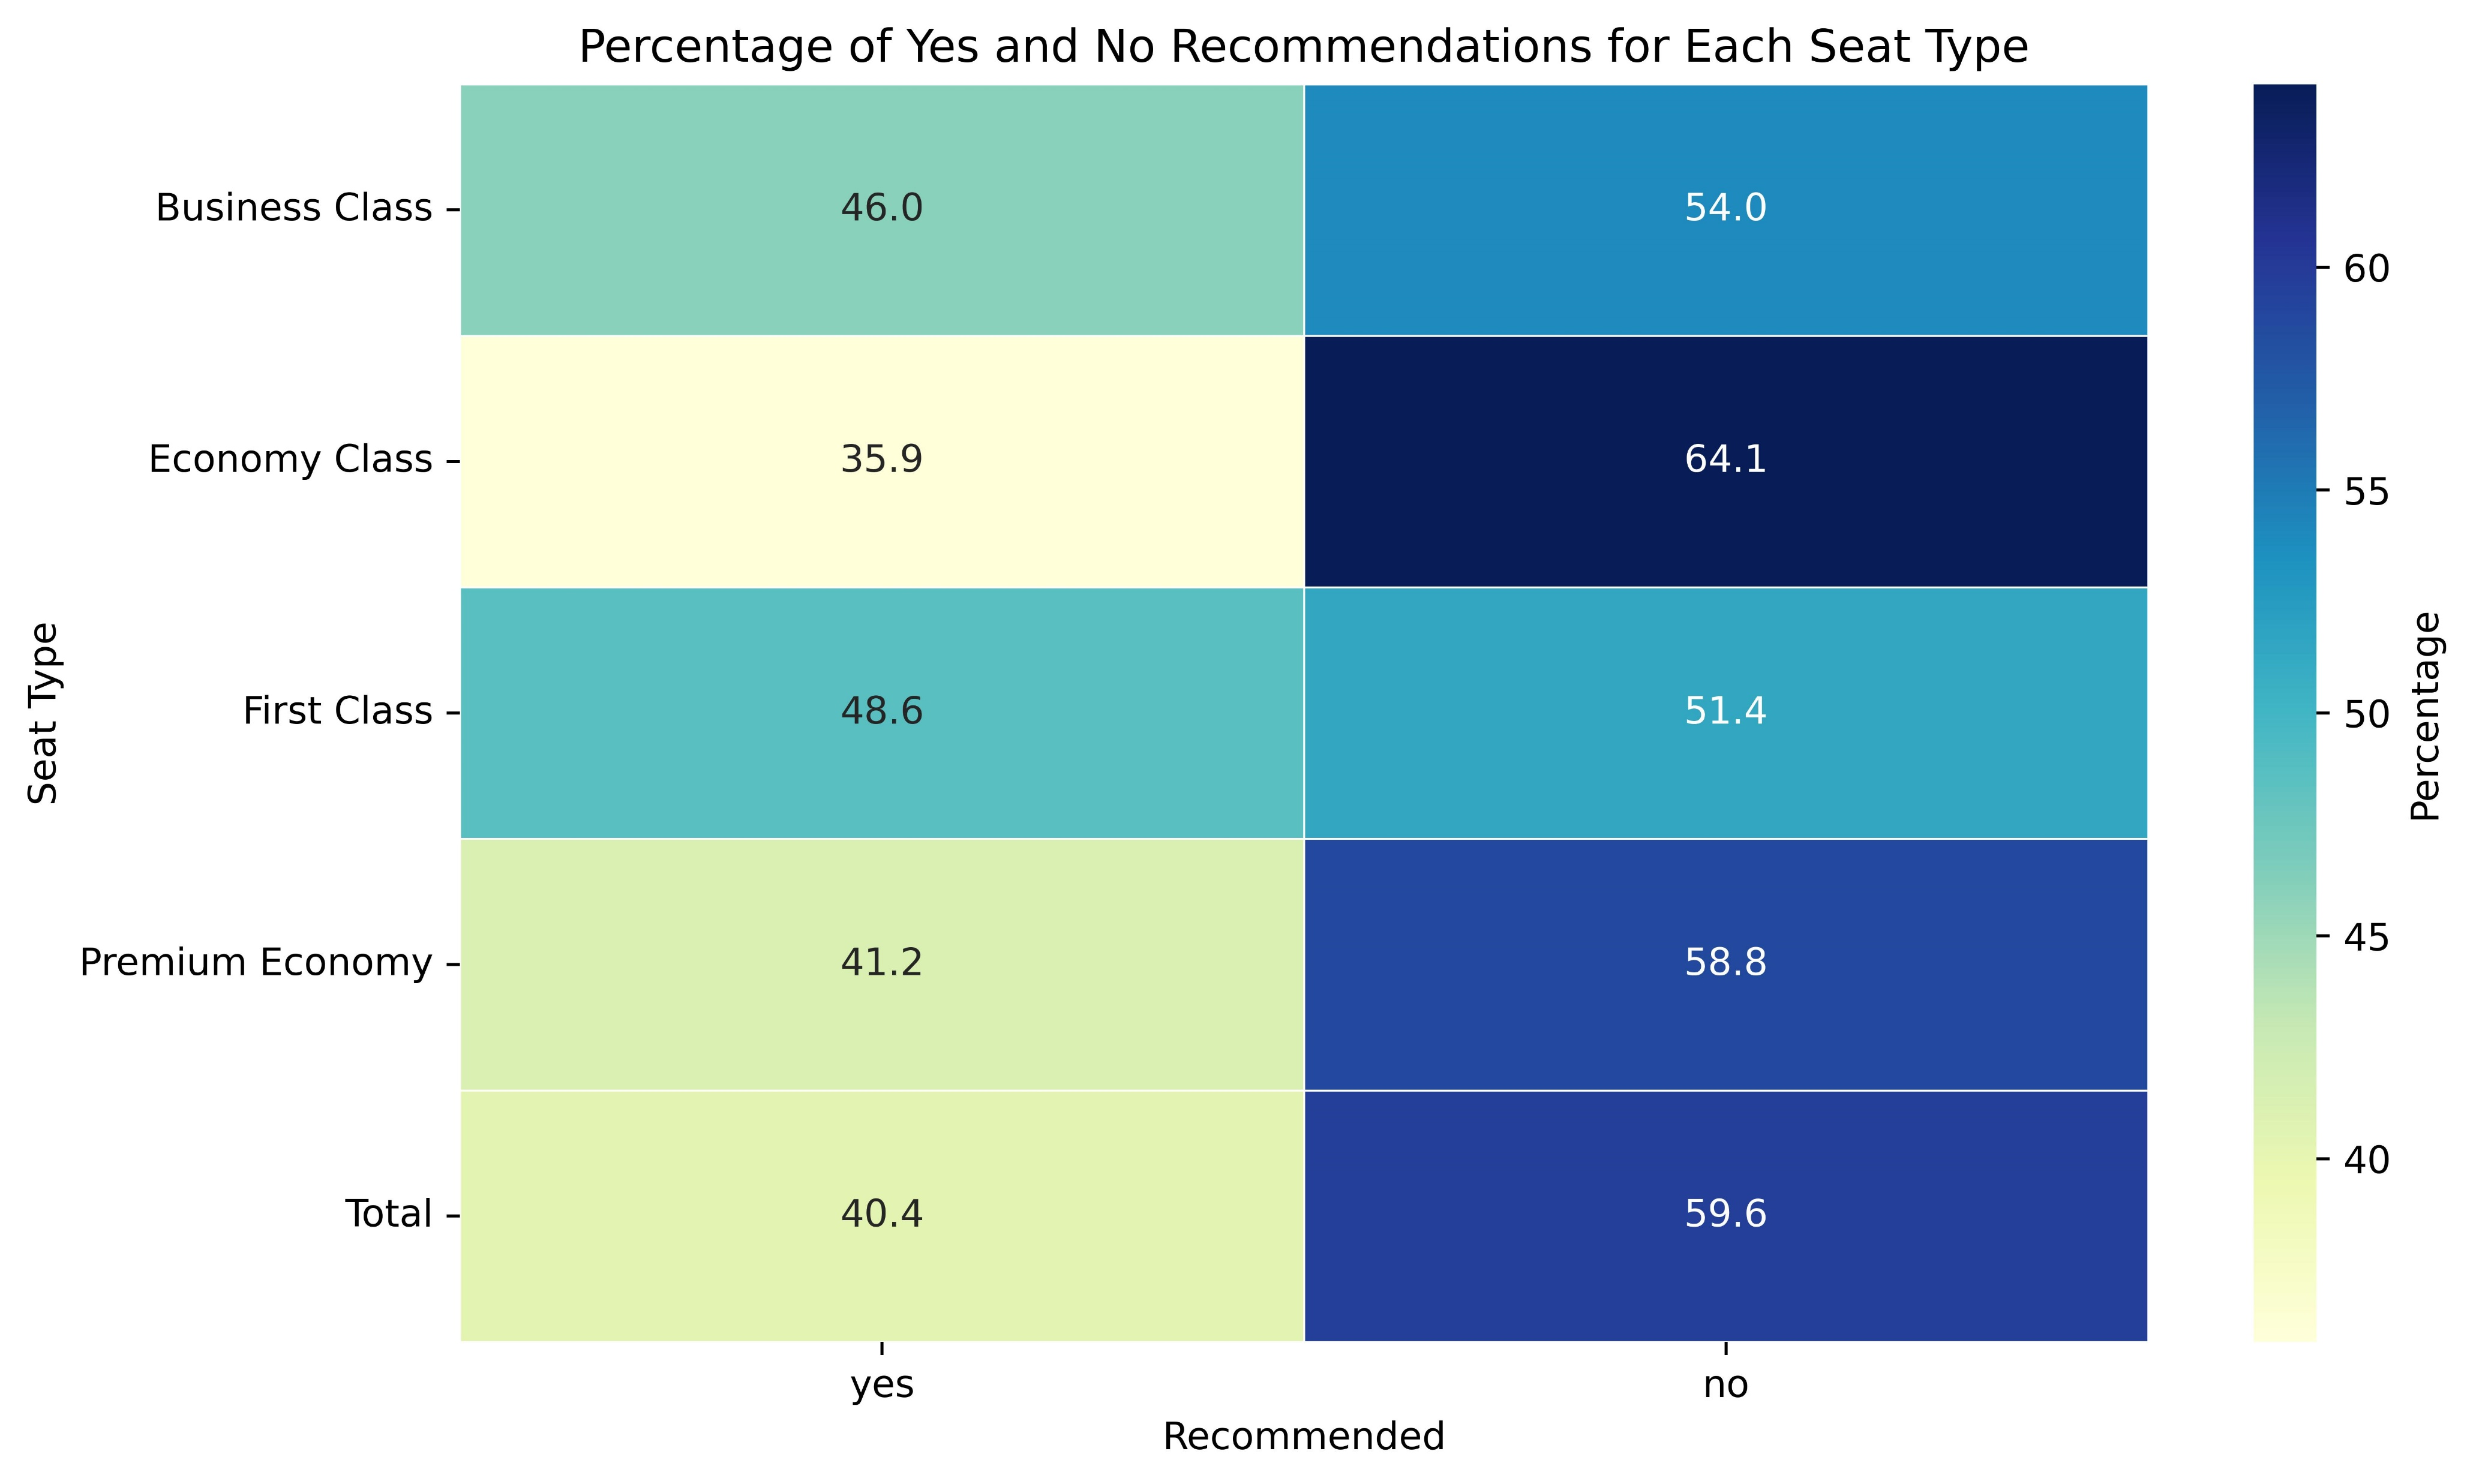 Percentage of Yes and No Recommendations for Each Seat Type
Seat Type
Business Class 46.0 54.0
Economy Class 35.9 64.1
First Class 48.6 51.4
Premium Economy 41.2 58.8
Total 40.4 59.6
yes no
Recommended
60
55
50
45
40
Percentage